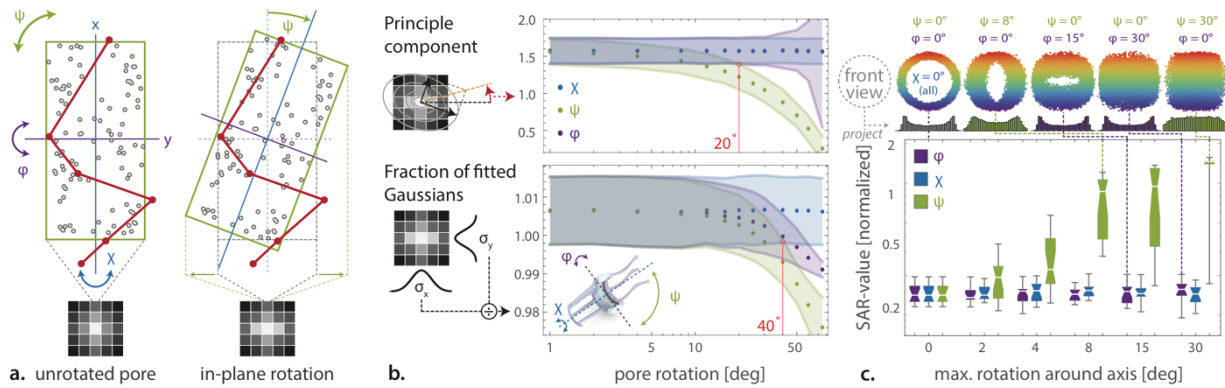 ψ
x
y
φ
χ
a. unrotated pore
ψ
in-plane rotation
b.
Principle
component
Fraction of fitted
Gaussians
σy
σx
÷
2.0
1.5
1.0
0.5
χ
ψ
φ
20°
1.01
1.00
0.99
0.98
φ
χ
ψ
40°
1
5
10
50
pore rotation [deg]
ψ=0° ψ=8° ψ=0° ψ=0° ψ=30°
φ=0° φ=0° φ=15° φ=30° φ=0°
front
view
χ=0°
(all)
project
SAR-value [normalized]
2
1
0.5
0.2
φ
χ
ψ
0 2 4 8 15 30
c. max. rotation around axis [deg]